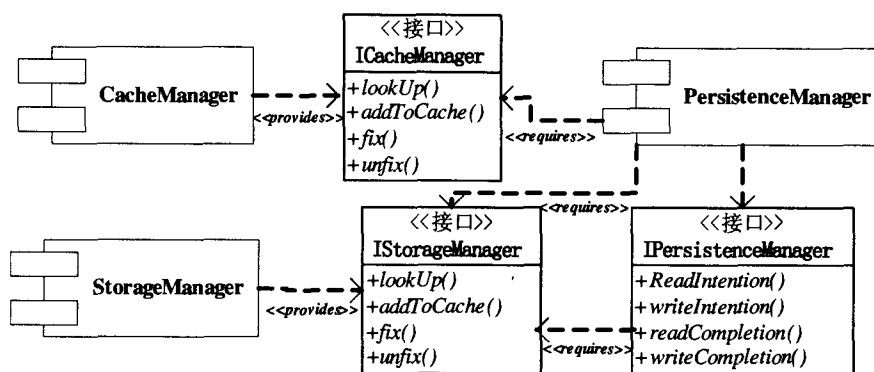 <<接口>>
ICacheManager
+lookUp()
+addToCache()
+fix()
+unfix()
CacheManager
<<provides>>
PersistenceManager
<<requires>>
<<接口>>
IStorageManager
+lookUp()
+addToCache()
+fix()
+unfix()
<<requires>>
<<接口>>
IPersistenceManager
+ReadIntention()
+writeIntention()
+readCompletion()
+writeCompletion()
StorageManager
<<provides>>
<<requires>>